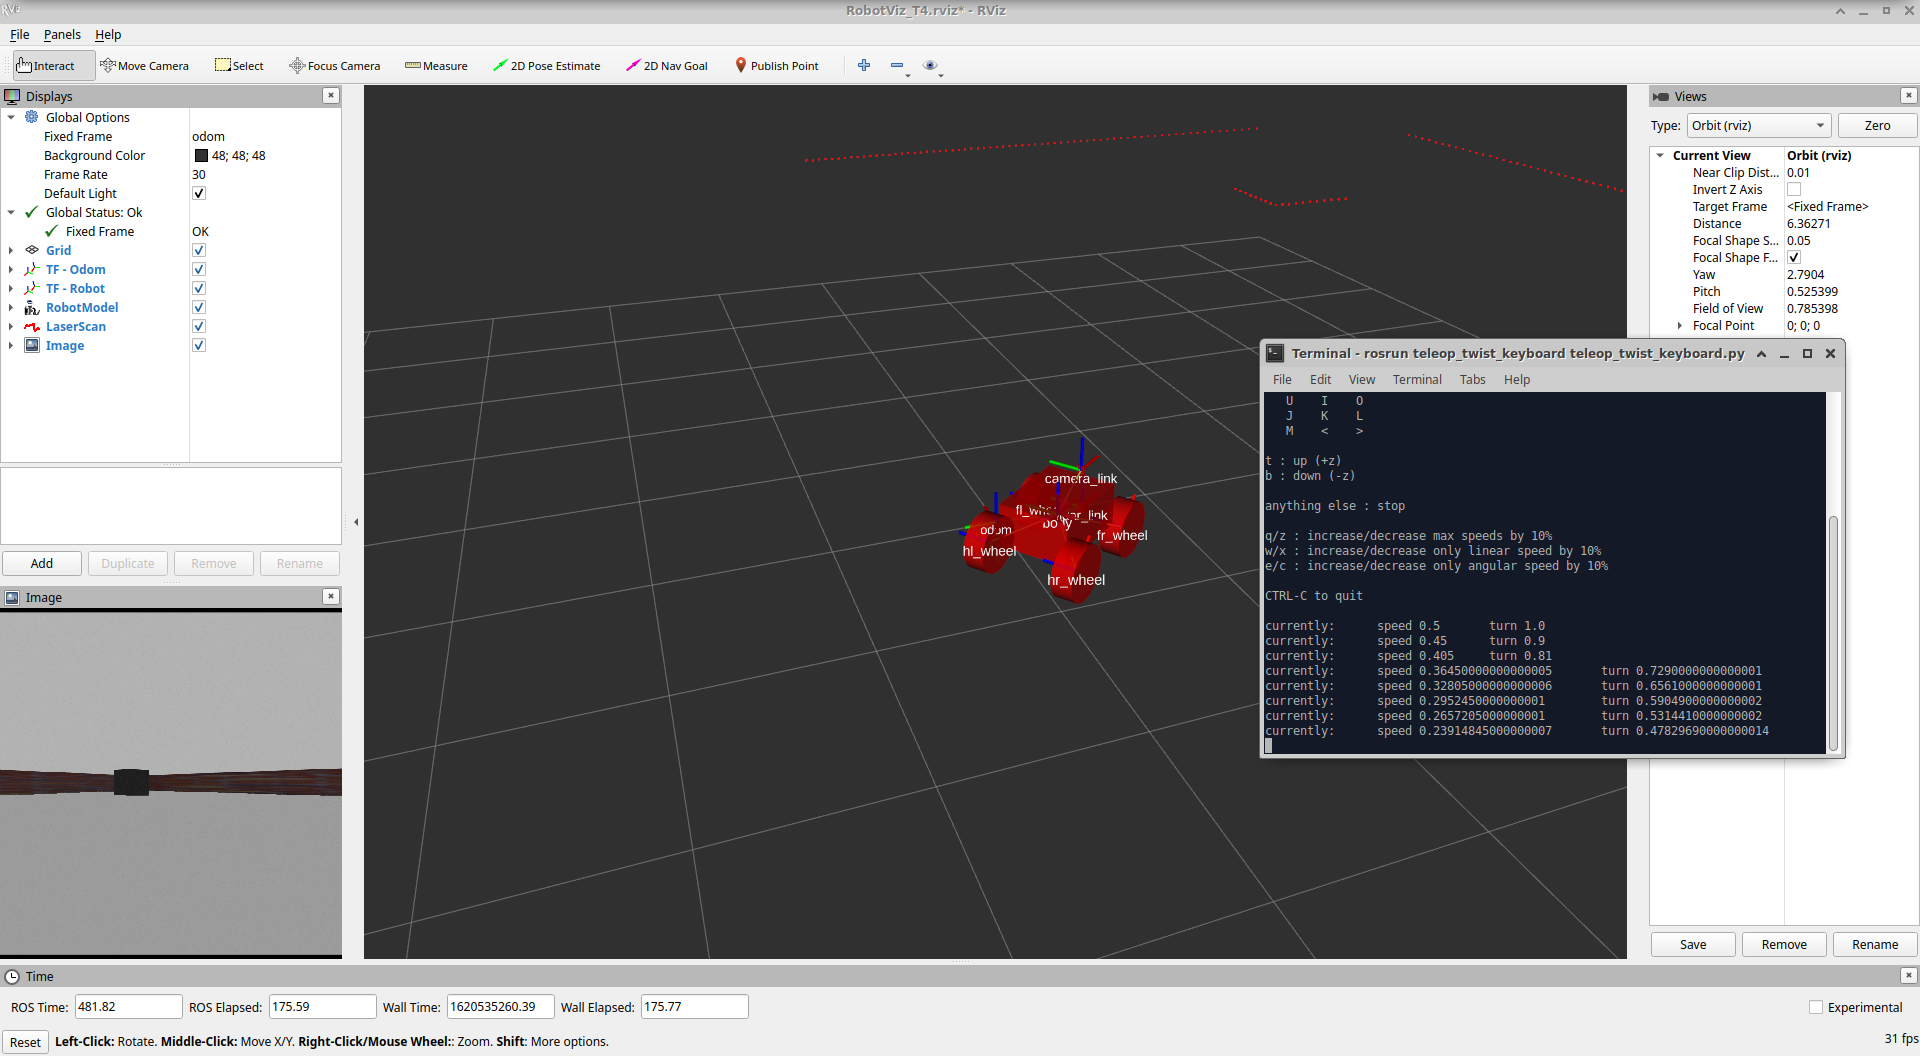 RobotViz_T4.rviz* - RViz
File Panels Help
Interact Move Camera Select Focus Camera Measure 2D Pose Estimate 2D Nav Goal Publish Point
Displays
Global Options
Fixed Frame odom
Background Color 48; 48; 48
Frame Rate 30
Default Light
Global Status: Ok
Fixed Frame OK
Grid
TF - Odom
TF - Robot
RobotModel
LaserScan
Image
Add Duplicate Remove Rename
Image
camera_link
odom
body
hl_wheel
fr_wheel
hr_wheel
Views
Type: Orbit (rviz) Zero
Current View Orbit (rviz)
Near Clip Dist... 0.01
Invert Z Axis
Target Frame <Fixed Frame>
Distance 6.36271
Focal Shape S... 0.05
Focal Shape F...
Yaw 2.7904
Pitch 0.525399
Field of View 0.785398
Focal Point 0; 0; 0
Terminal - rosrun teleop_twist_keyboard teleop_twist_keyboard.py
File Edit View Terminal Tabs Help
U I O
J K L
M < >
t : up (+z)
b : down (-z)
anything else : stop
q/z : increase/decrease max speeds by 10%
w/x : increase/decrease only linear speed by 10%
e/c : increase/decrease only angular speed by 10%
CTRL-C to quit
currently: speed 0.5 turn 1.0
currently: speed 0.45 turn 0.9
currently: speed 0.405 turn 0.81
currently: speed 0.36450000000000005 turn 0.7290000000000001
currently: speed 0.32805000000000006 turn 0.6561000000000001
currently: speed 0.2952450000000001 turn 0.5904900000000002
currently: speed 0.2657205000000001 turn 0.5314410000000002
currently: speed 0.23914845000000007 turn 0.47829690000000014
Save Remove Rename
Time
ROS Time: 481.82 ROS Elapsed: 175.59 Wall Time: 1620535260.39 Wall Elapsed: 175.77 Experimental
Reset Left-Click: Rotate. Middle-Click: Move X/Y. Right-Click/Mouse Wheel:: Zoom. Shift: More options. 31 fps